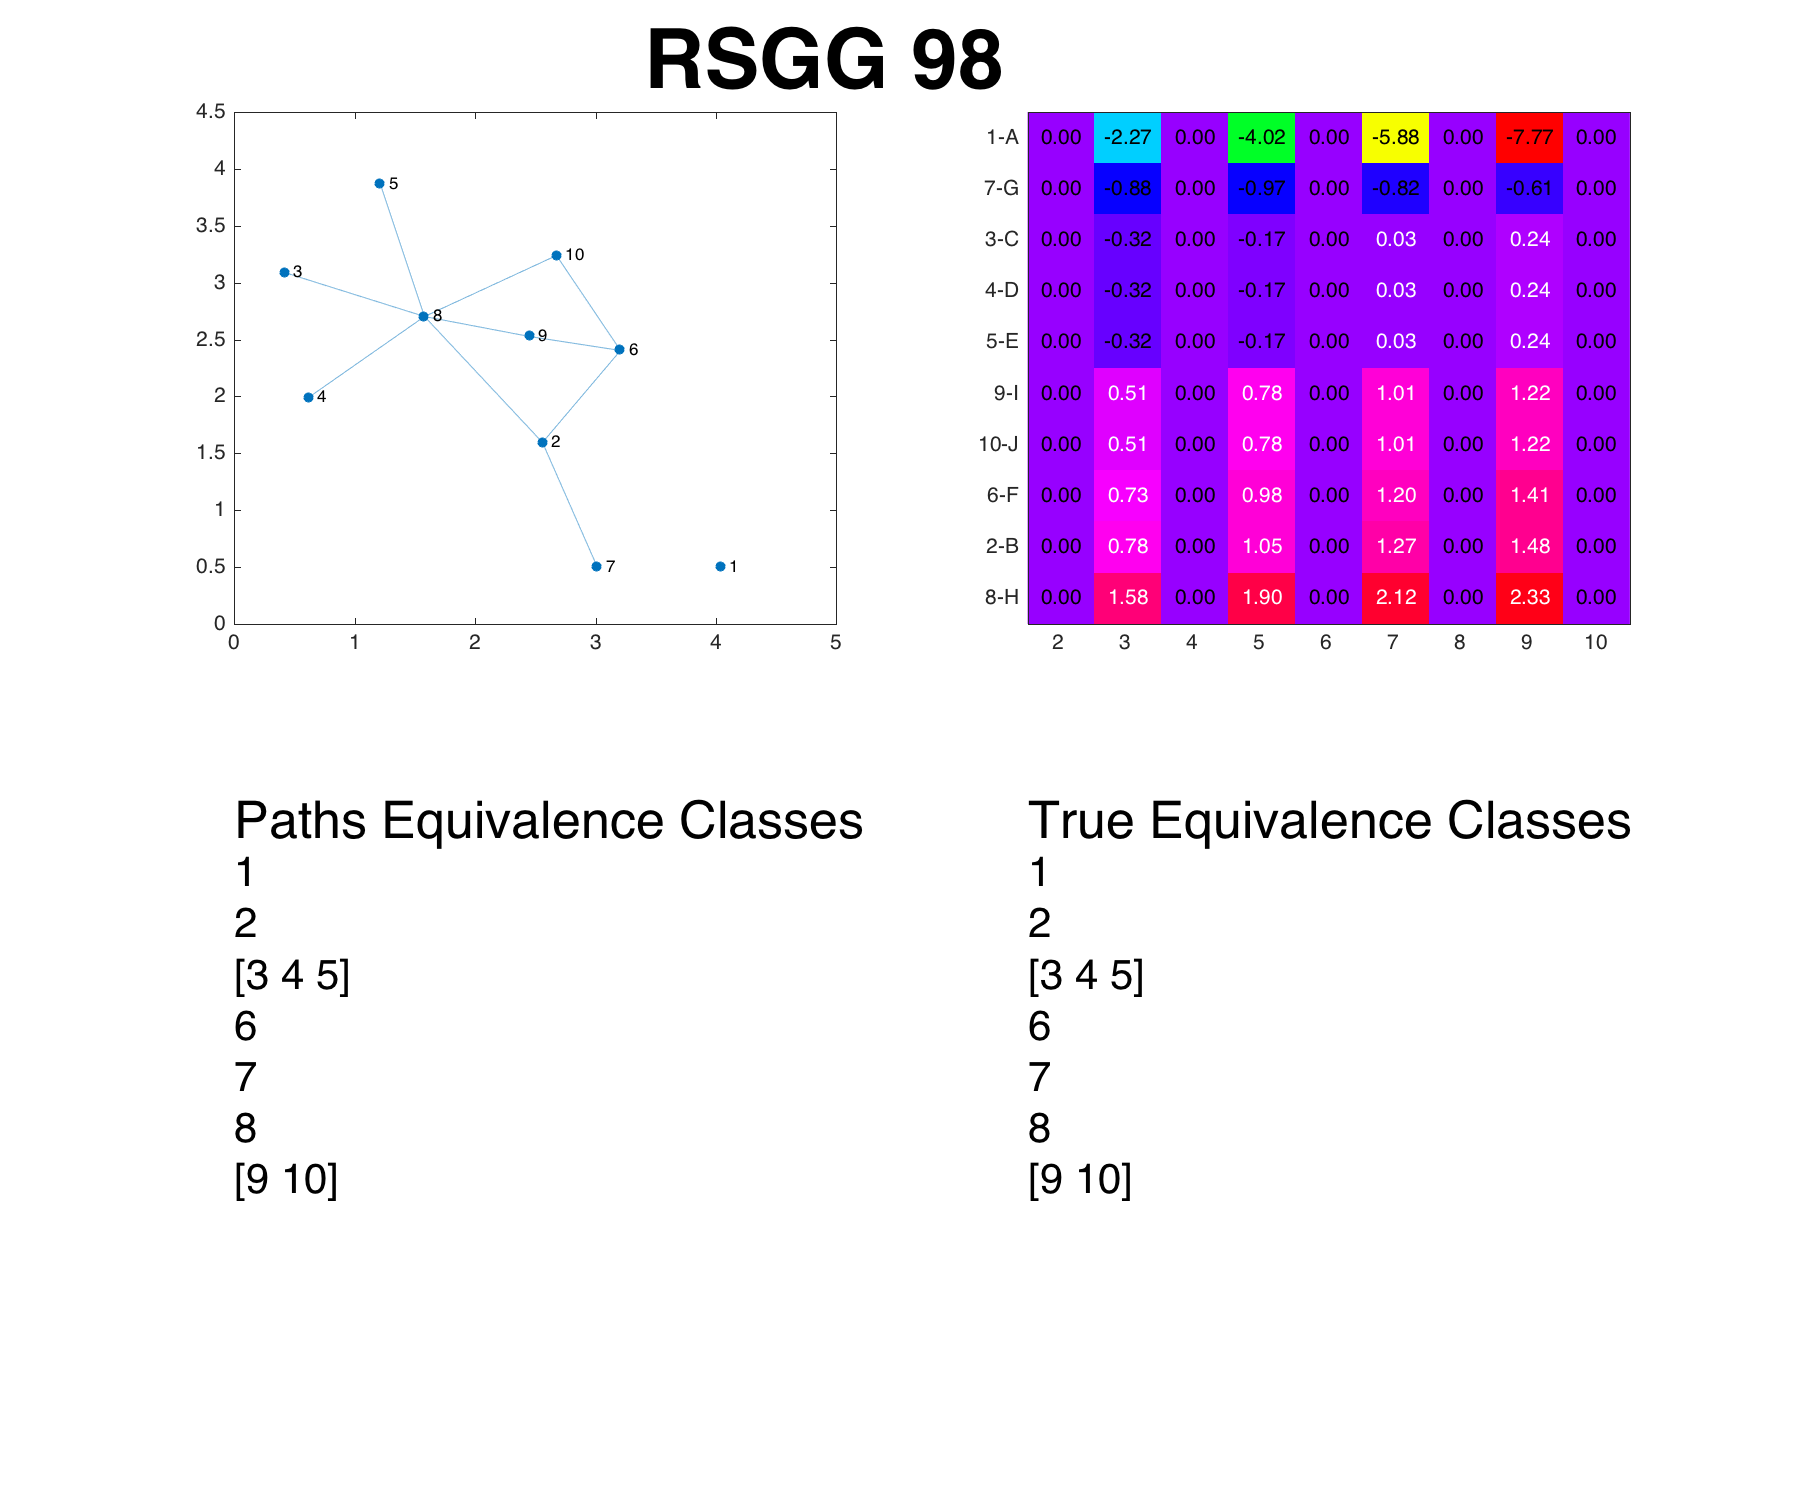 RSGG 98
4.5
4
3.5
3
2.5
2
1.5
1
0.5
0
0 1 2 3 4 5
5
10
3
8
9
6
4
2
7
1
1-A 0.00 -2.27 0.00 -4.02 0.00 -5.88 0.00 -7.77 0.00
7-G 0.00 -0.88 0.00 -0.97 0.00 -0.82 0.00 -0.61 0.00
3-C 0.00 -0.32 0.00 -0.17 0.00 0.03 0.00 0.24 0.00
4-D 0.00 -0.32 0.00 -0.17 0.00 0.03 0.00 0.24 0.00
5-E 0.00 -0.32 0.00 -0.17 0.00 0.03 0.00 0.24 0.00
9-I 0.00 0.51 0.00 0.78 0.00 1.01 0.00 1.22 0.00
10-J 0.00 0.51 0.00 0.78 0.00 1.01 0.00 1.22 0.00
6-F 0.00 0.73 0.00 0.98 0.00 1.20 0.00 1.41 0.00
2-B 0.00 0.78 0.00 1.05 0.00 1.27 0.00 1.48 0.00
8-H 0.00 1.58 0.00 1.90 0.00 2.12 0.00 2.33 0.00
2 3 4 5 6 7 8 9 10
Paths Equivalence Classes
1
2
[3 4 5]
6
7
8
[9 10]
True Equivalence Classes
1
2
[3 4 5]
6
7
8
[9 10]